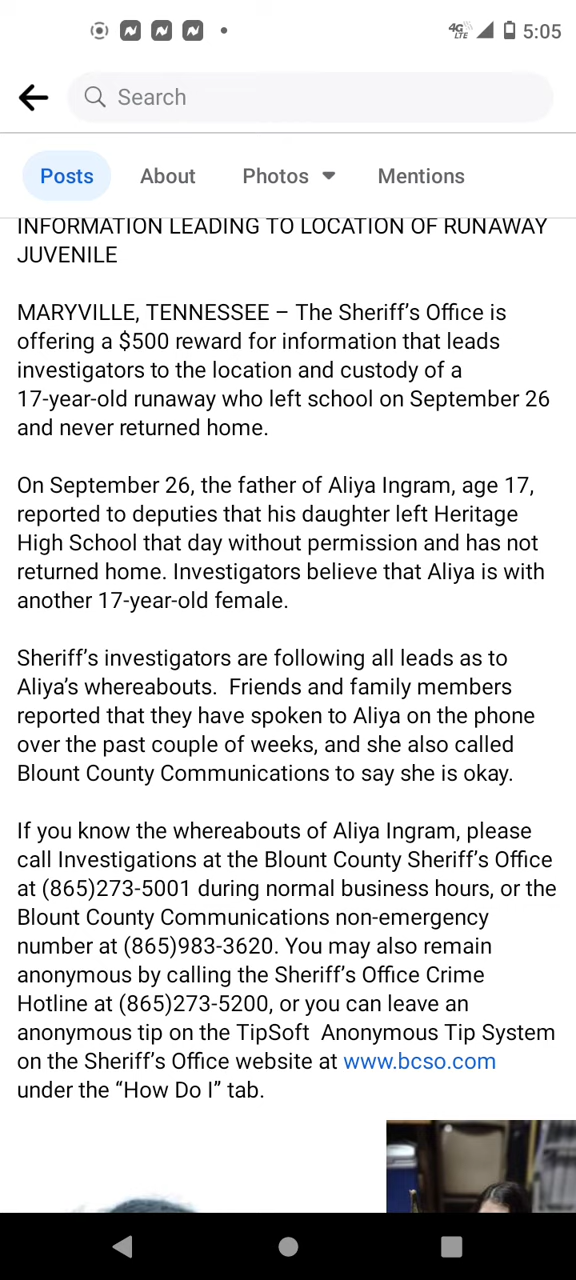 4G
LTE
5:05
Search
Posts
About
Photos
Mentions
INFORMATION LEADING TO LOCATION OF RUNAWAY
JUVENILE
MARYVILLE, TENNESSEE – The Sheriff’s Office is
offering a $500 reward for information that leads
investigators to the location and custody of a
17-year-old runaway who left school on September 26
and never returned home.
On September 26, the father of Aliya Ingram, age 17,
reported to deputies that his daughter left Heritage
High School that day without permission and has not
returned home. Investigators believe that Aliya is with
another 17-year-old female.
Sheriff’s investigators are following all leads as to
Aliya’s whereabouts.  Friends and family members
reported that they have spoken to Aliya on the phone
over the past couple of weeks, and she also called
Blount County Communications to say she is okay.
If you know the whereabouts of Aliya Ingram, please
call Investigations at the Blount County Sheriff’s Office
at (865)273-5001 during normal business hours, or the
Blount County Communications non-emergency
number at (865)983-3620. You may also remain
anonymous by calling the Sheriff’s Office Crime
Hotline at (865)273-5200, or you can leave an
anonymous tip on the TipSoft  Anonymous Tip System
on the Sheriff’s Office website at www.bcso.com
under the “How Do I” tab.